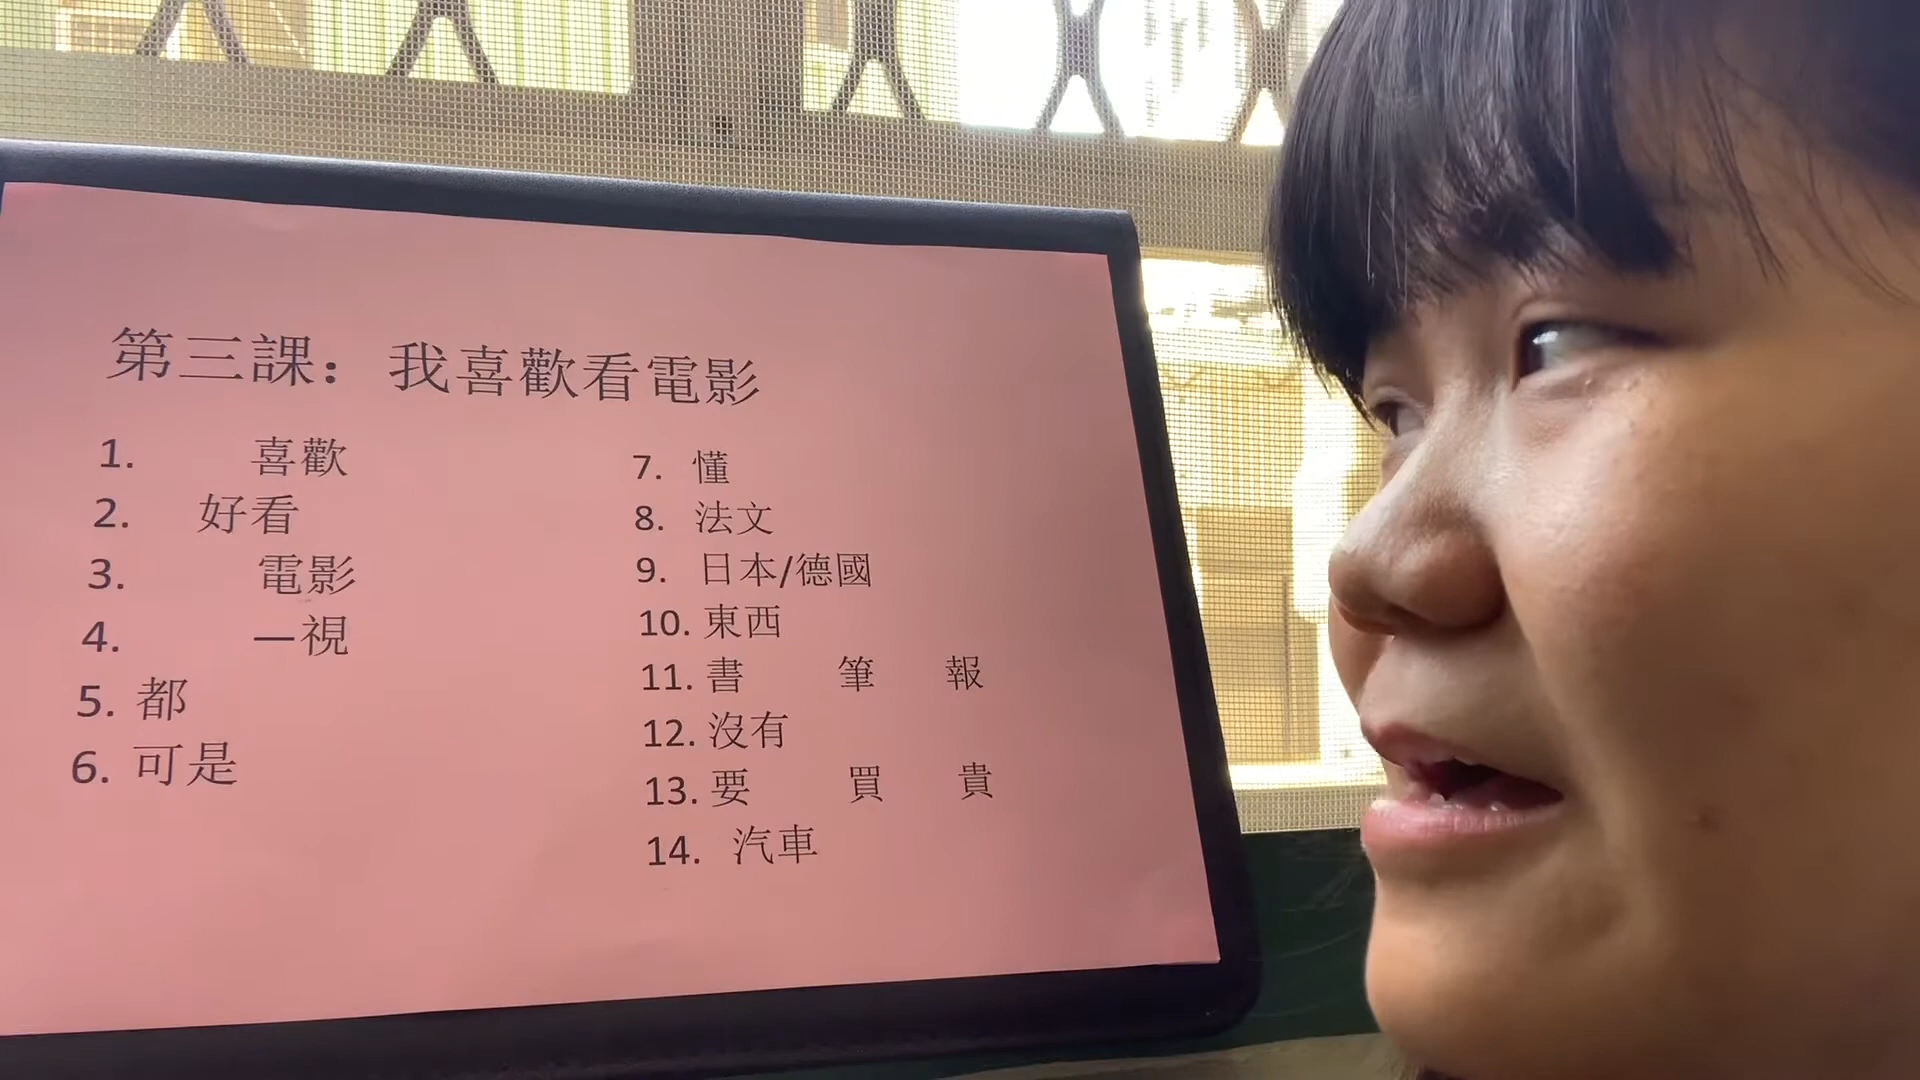 第三課：我喜歡看電影
1. 喜歡
2. 好看
3. 電影
4. —視
5. 都
6. 可是
7. 懂
8. 法文
9. 日本/德國
10. 東西
11. 書 筆 報
12. 沒有
13. 要 買 貴
14. 汽車